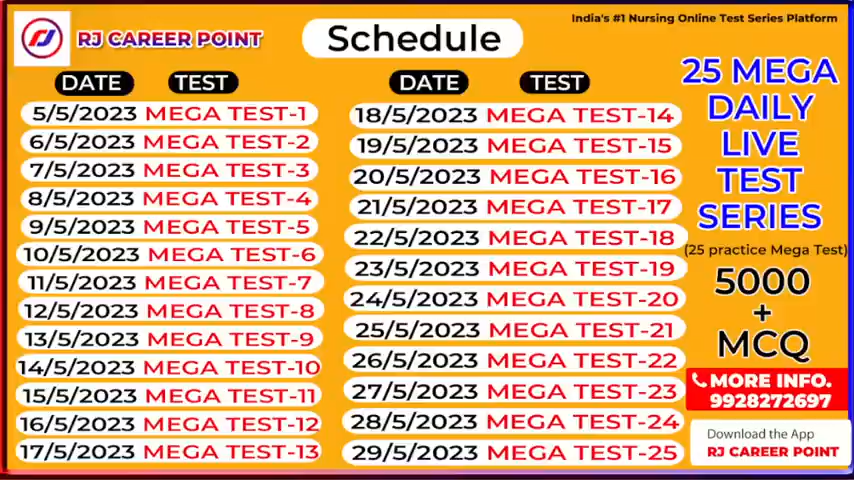 India's #1 Nursing Online Test Series Platform
RJ CAREER POINT
Schedule
DATE TEST
5/5/2023 MEGA TEST-1
6/5/2023 MEGA TEST-2
7/5/2023 MEGA TEST-3
8/5/2023 MEGA TEST-4
9/5/2023 MEGA TEST-5
10/5/2023 MEGA TEST-6
11/5/2023 MEGA TEST-7
12/5/2023 MEGA TEST-8
13/5/2023 MEGA TEST-9
14/5/2023 MEGA TEST-10
15/5/2023 MEGA TEST-11
16/5/2023 MEGA TEST-12
17/5/2023 MEGA TEST-13
DATE TEST
18/5/2023 MEGA TEST-14
19/5/2023 MEGA TEST-15
20/5/2023 MEGA TEST-16
21/5/2023 MEGA TEST-17
22/5/2023 MEGA TEST-18
23/5/2023 MEGA TEST-19
24/5/2023 MEGA TEST-20
25/5/2023 MEGA TEST-21
26/5/2023 MEGA TEST-22
27/5/2023 MEGA TEST-23
28/5/2023 MEGA TEST-24
29/5/2023 MEGA TEST-25
25 MEGA
DAILY
LIVE
TEST
SERIES
(25 practice Mega Test)
5000
+
MCQ
MORE INFO.
9928272697
Download the App
RJ CAREER POINT